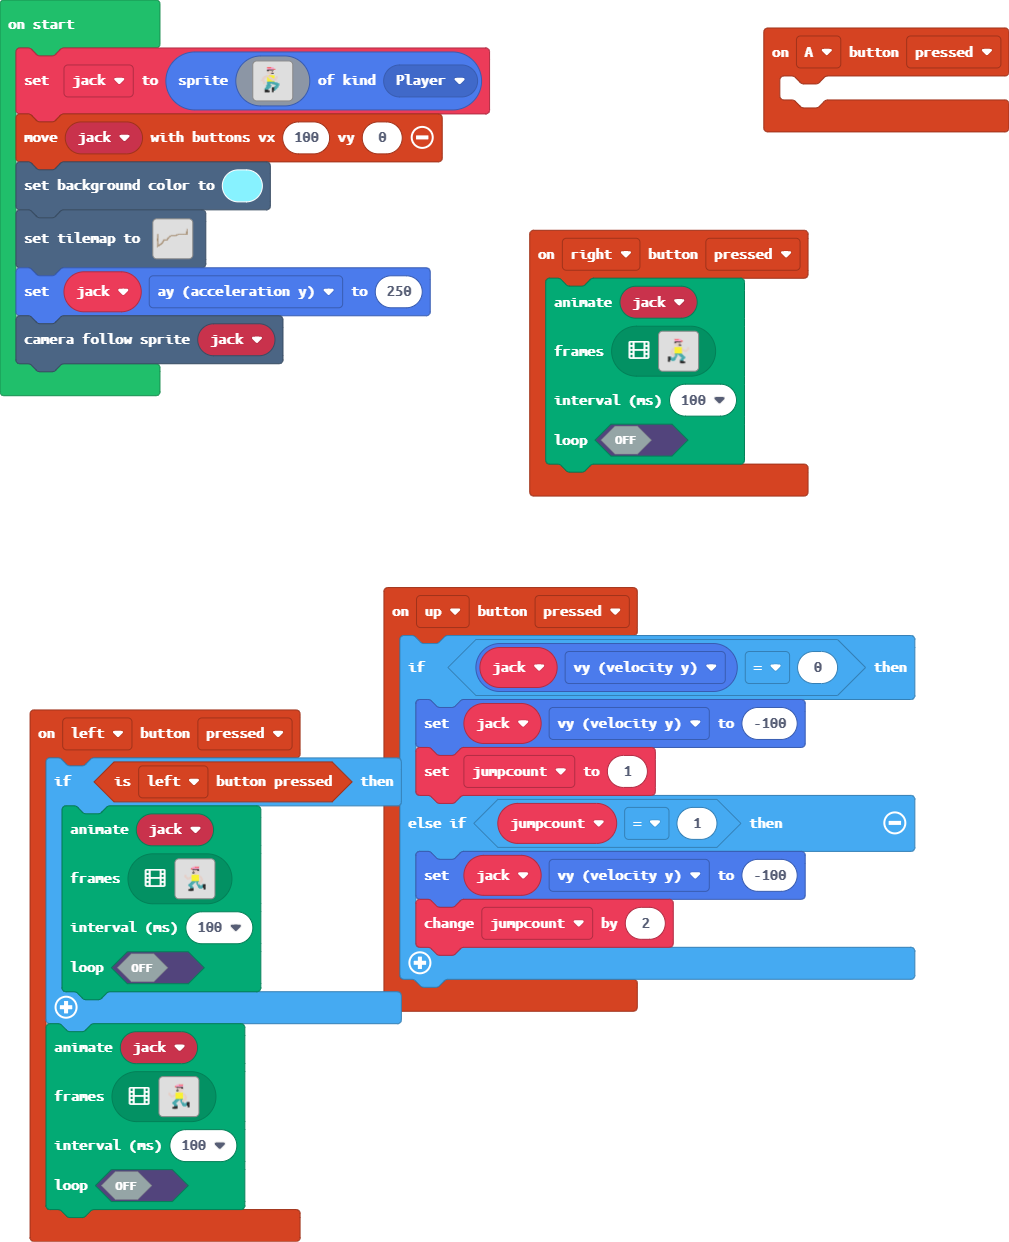 on start
set jack to sprite of kind Player
move jack with buttons vx 100 vy 0
set background color to
set tilemap to
set jack ay (acceleration y) to 250
camera follow sprite jack
on A button pressed
on right button pressed
animate jack
frames
interval (ms) 100
loop OFF
on up button pressed
if jack vy (velocity y) = 0 then
set jack vy (velocity y) to -100
set jumpcount to 1
else if jumpcount = 1 then
set jack vy (velocity y) to -100
change jumpcount by 2
on left button pressed
if is left button pressed then
animate jack
frames
interval (ms) 100
loop OFF
animate jack
frames
interval (ms) 100
loop OFF